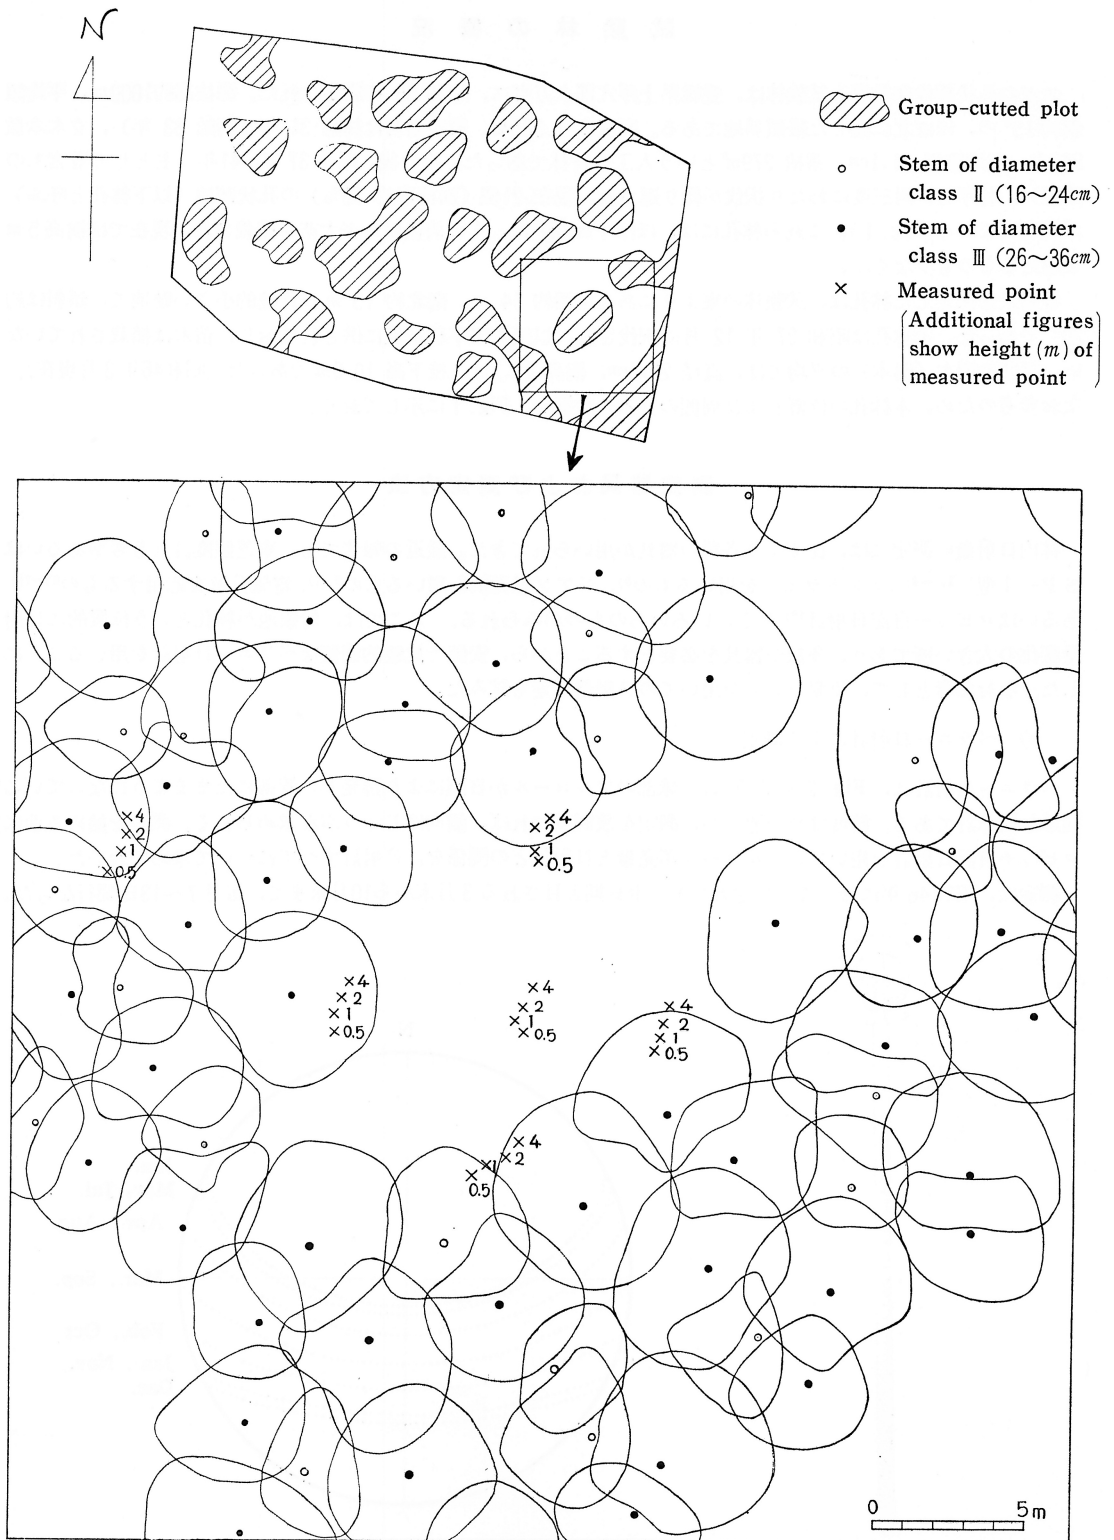 N
Group-cutted plot
Stem of diameter
class Ⅱ (16~24cm)
Stem of diameter
class Ⅲ (26~36cm)
Measured point
(Additional figures
show height (m) of
measured point)
4
2
1
0.5
4
2
1
0.5
4
2
1
0.5
4
2
1
0.5
4
2
1
0.5
4
2
1
0.5
0 5m